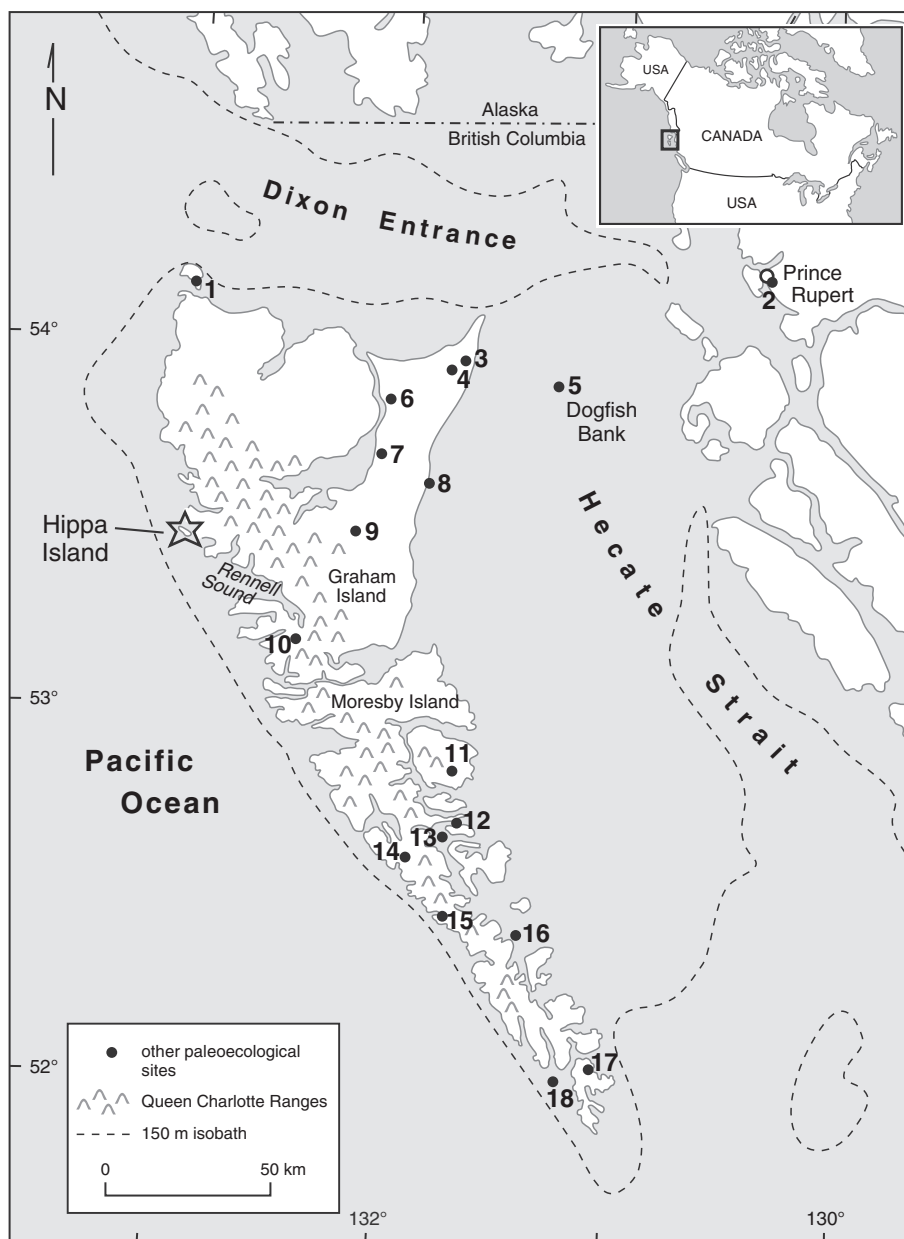 N
Alaska
British Columbia
USA
CANADA
USA
Dixon Entrance
Prince
Rupert
1
2
54°
3
4
5
Dogfish
Bank
6
7
8
9
Hippa
Island
Hecate Strait
Rennell
Sound
Graham
Island
10
53°
Moresby Island
Pacific
Ocean
11
12
13
14
15
16
17
18
52°
other paleoecological
sites
Queen Charlotte Ranges
150 m isobath
0 50 km
132° 130°